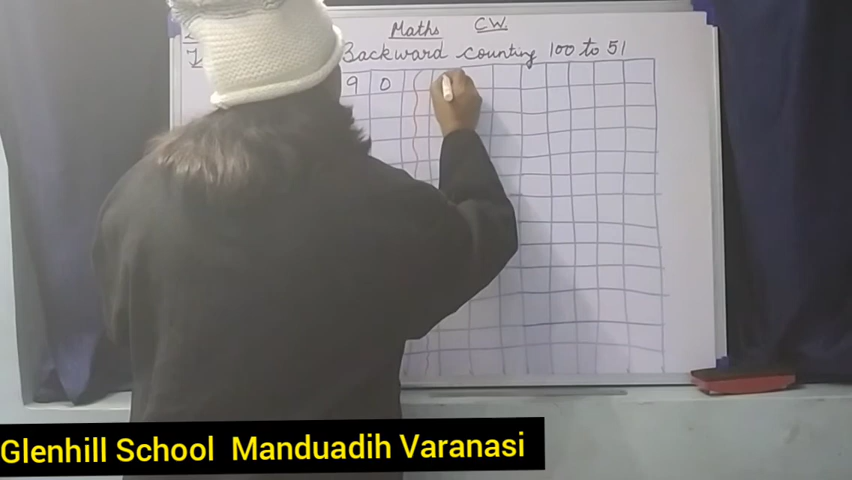 Maths CW.
Backward counting 100 to 51
9 0
Glenhill School Manduadih Varanasi